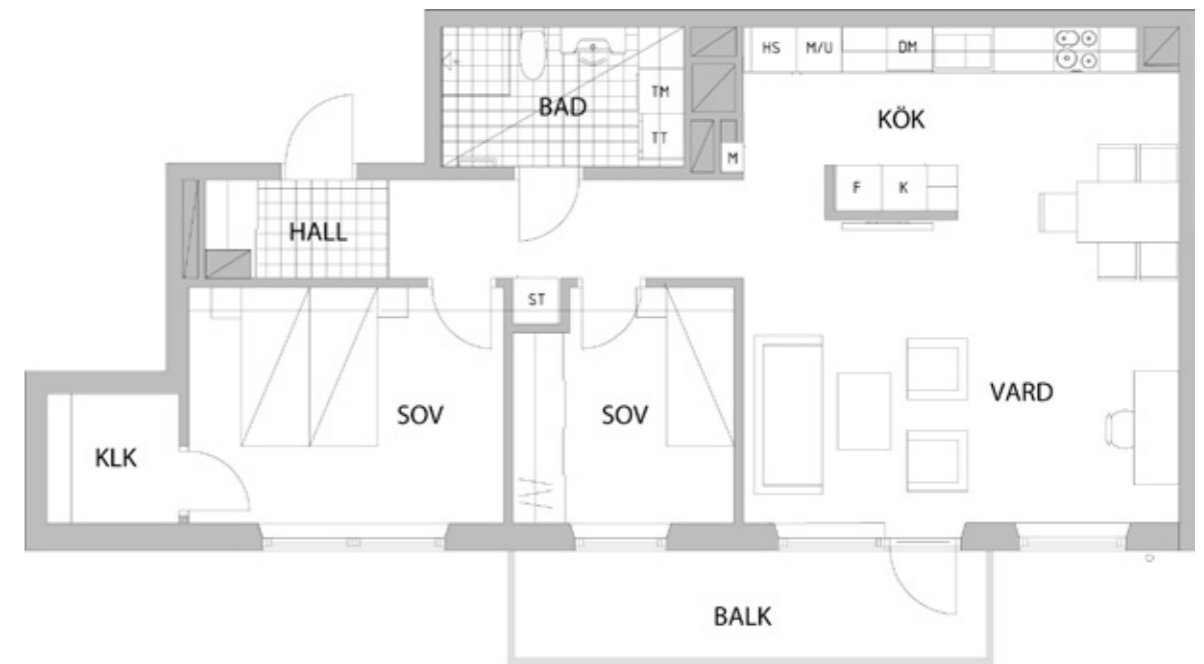 HS M/U DM
TM
BAD
KÖK
TT
M
F K
HALL
ST
VARD
SOV
SOV
KLK
BALK